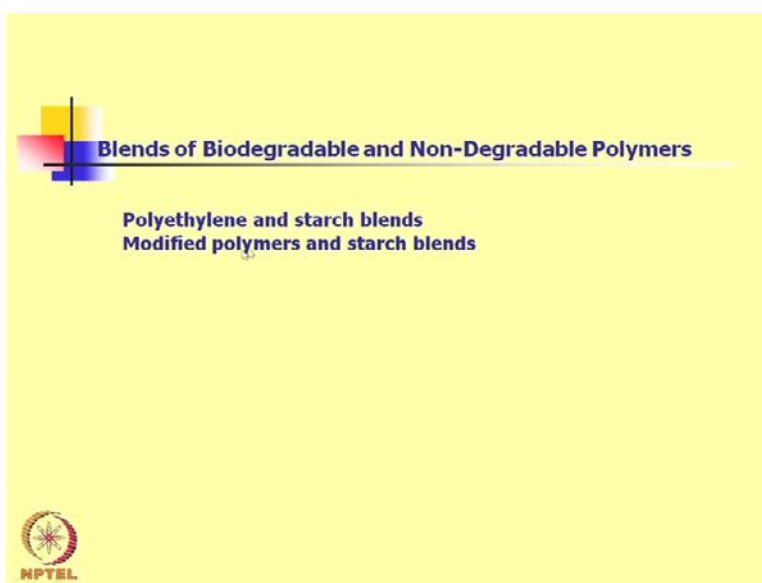 Blends of Biodegradable and Non-Degradable Polymers
Polyethylene and starch blends
Modified polymers and starch blends
NPTEL